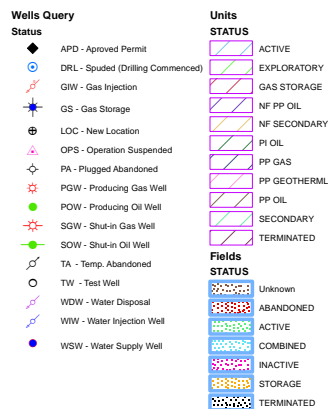 Wells Query
Status
APD - Aproved Permit
DRL - Spuded (Drilling Commenced)
GIW - Gas Injection
GS - Gas Storage
LOC - New Location
OPS - Operation Suspended
PA - Plugged Abandoned
PGW - Producing Gas Well
POW - Producing Oil Well
SGW - Shut-in Gas Well
SOW - Shut-in Oil Well
TA - Temp. Abandoned
TW - Test Well
WDW - Water Disposal
WIW - Water Injection Well
WSW - Water Supply Well
Units
STATUS
ACTIVE
EXPLORATORY
GAS STORAGE
NF PP OIL
NF SECONDARY
PI OIL
PP GAS
PP GEOTHERML
PP OIL
SECONDARY
TERMINATED
Fields
STATUS
Unknown
ABANDONED
ACTIVE
COMBINED
INACTIVE
STORAGE
TERMINATED